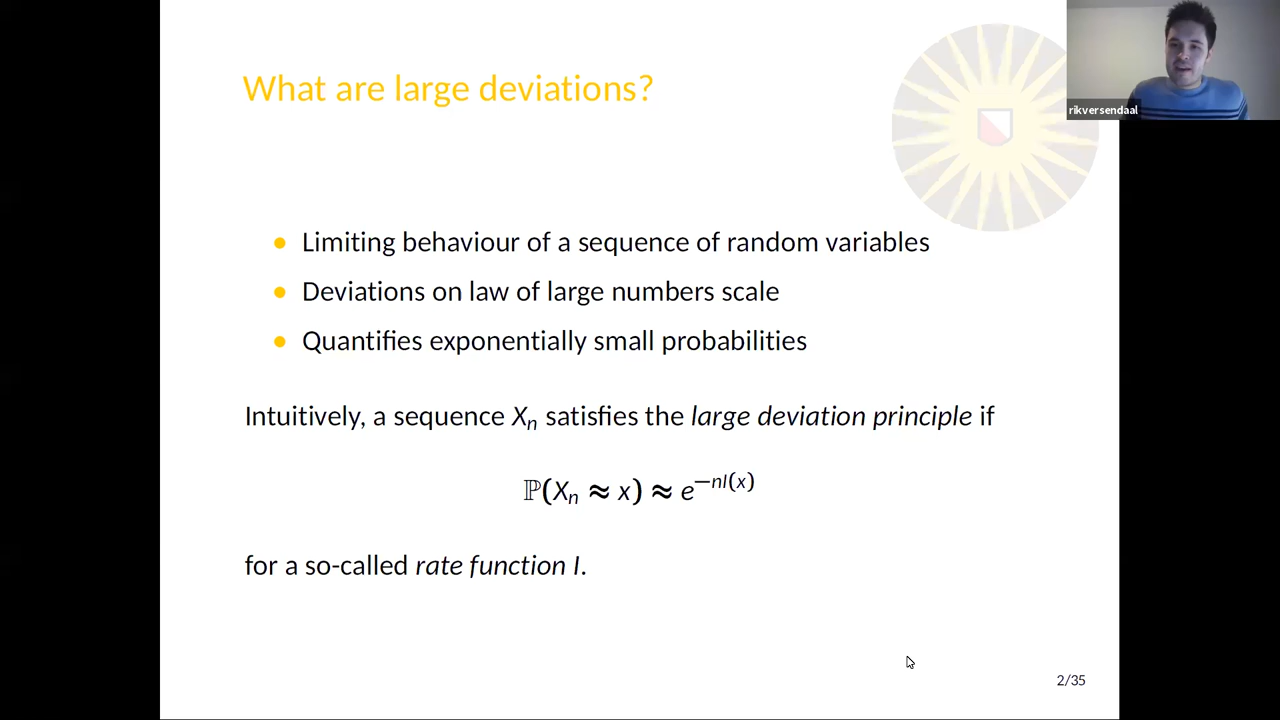 What are large deviations?
rikversendaal
• Limiting behaviour of a sequence of random variables
• Deviations on law of large numbers scale
• Quantifies exponentially small probabilities
Intuitively, a sequence Xₙ satisfies the large deviation principle if
ℙ(Xₙ ≈ x) ≈ e^{−nI(x)}
for a so-called rate function I.
2/35